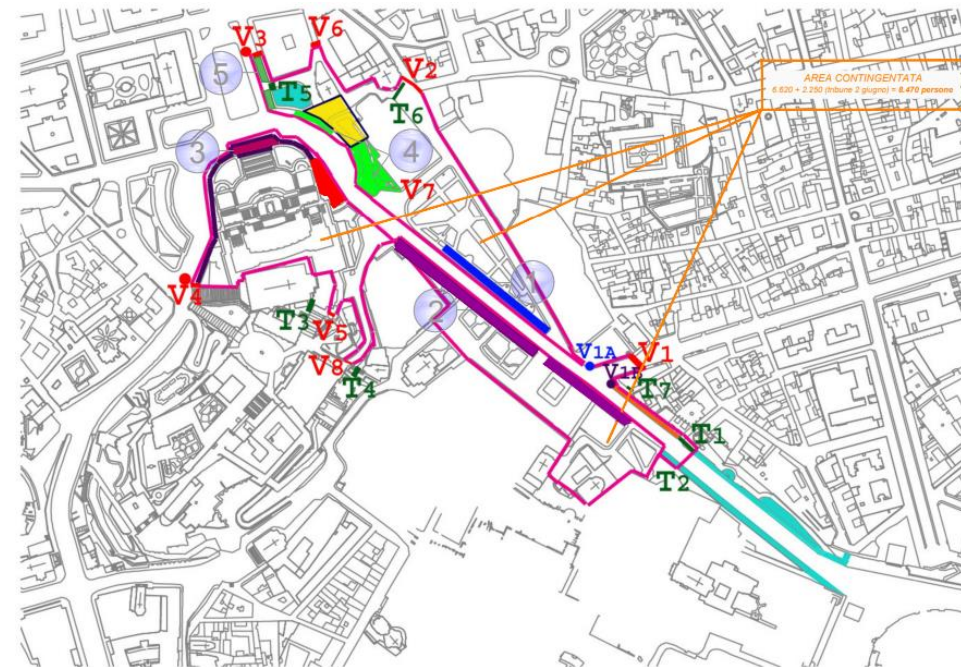 V3
V6
5
V2
T5
T6
AREA CONTINGENTATA
6.620 + 2.250 (tribune 2 giugno) = 8.470 persone
3
4
V7
V4
T3
V5
2
1
V8
T4
V1A
V1
T7
T1
T2